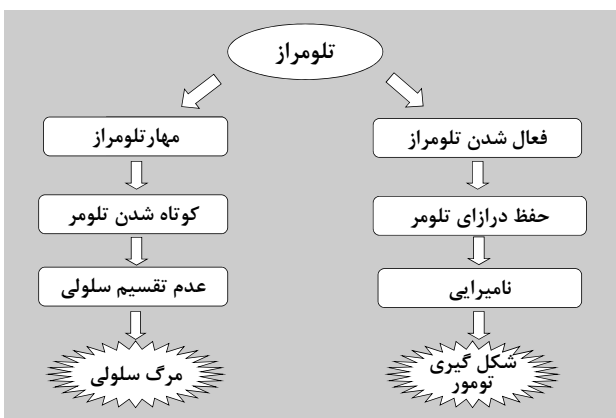 تلومراز
فعال شدن تلومراز
مهارتلومراز
حفظ درازای تلومر
کوتاه شدن تلومر
نامیرایی
عدم تقسیم سلولی
شکل گیری
تومور
مرگ سلولی